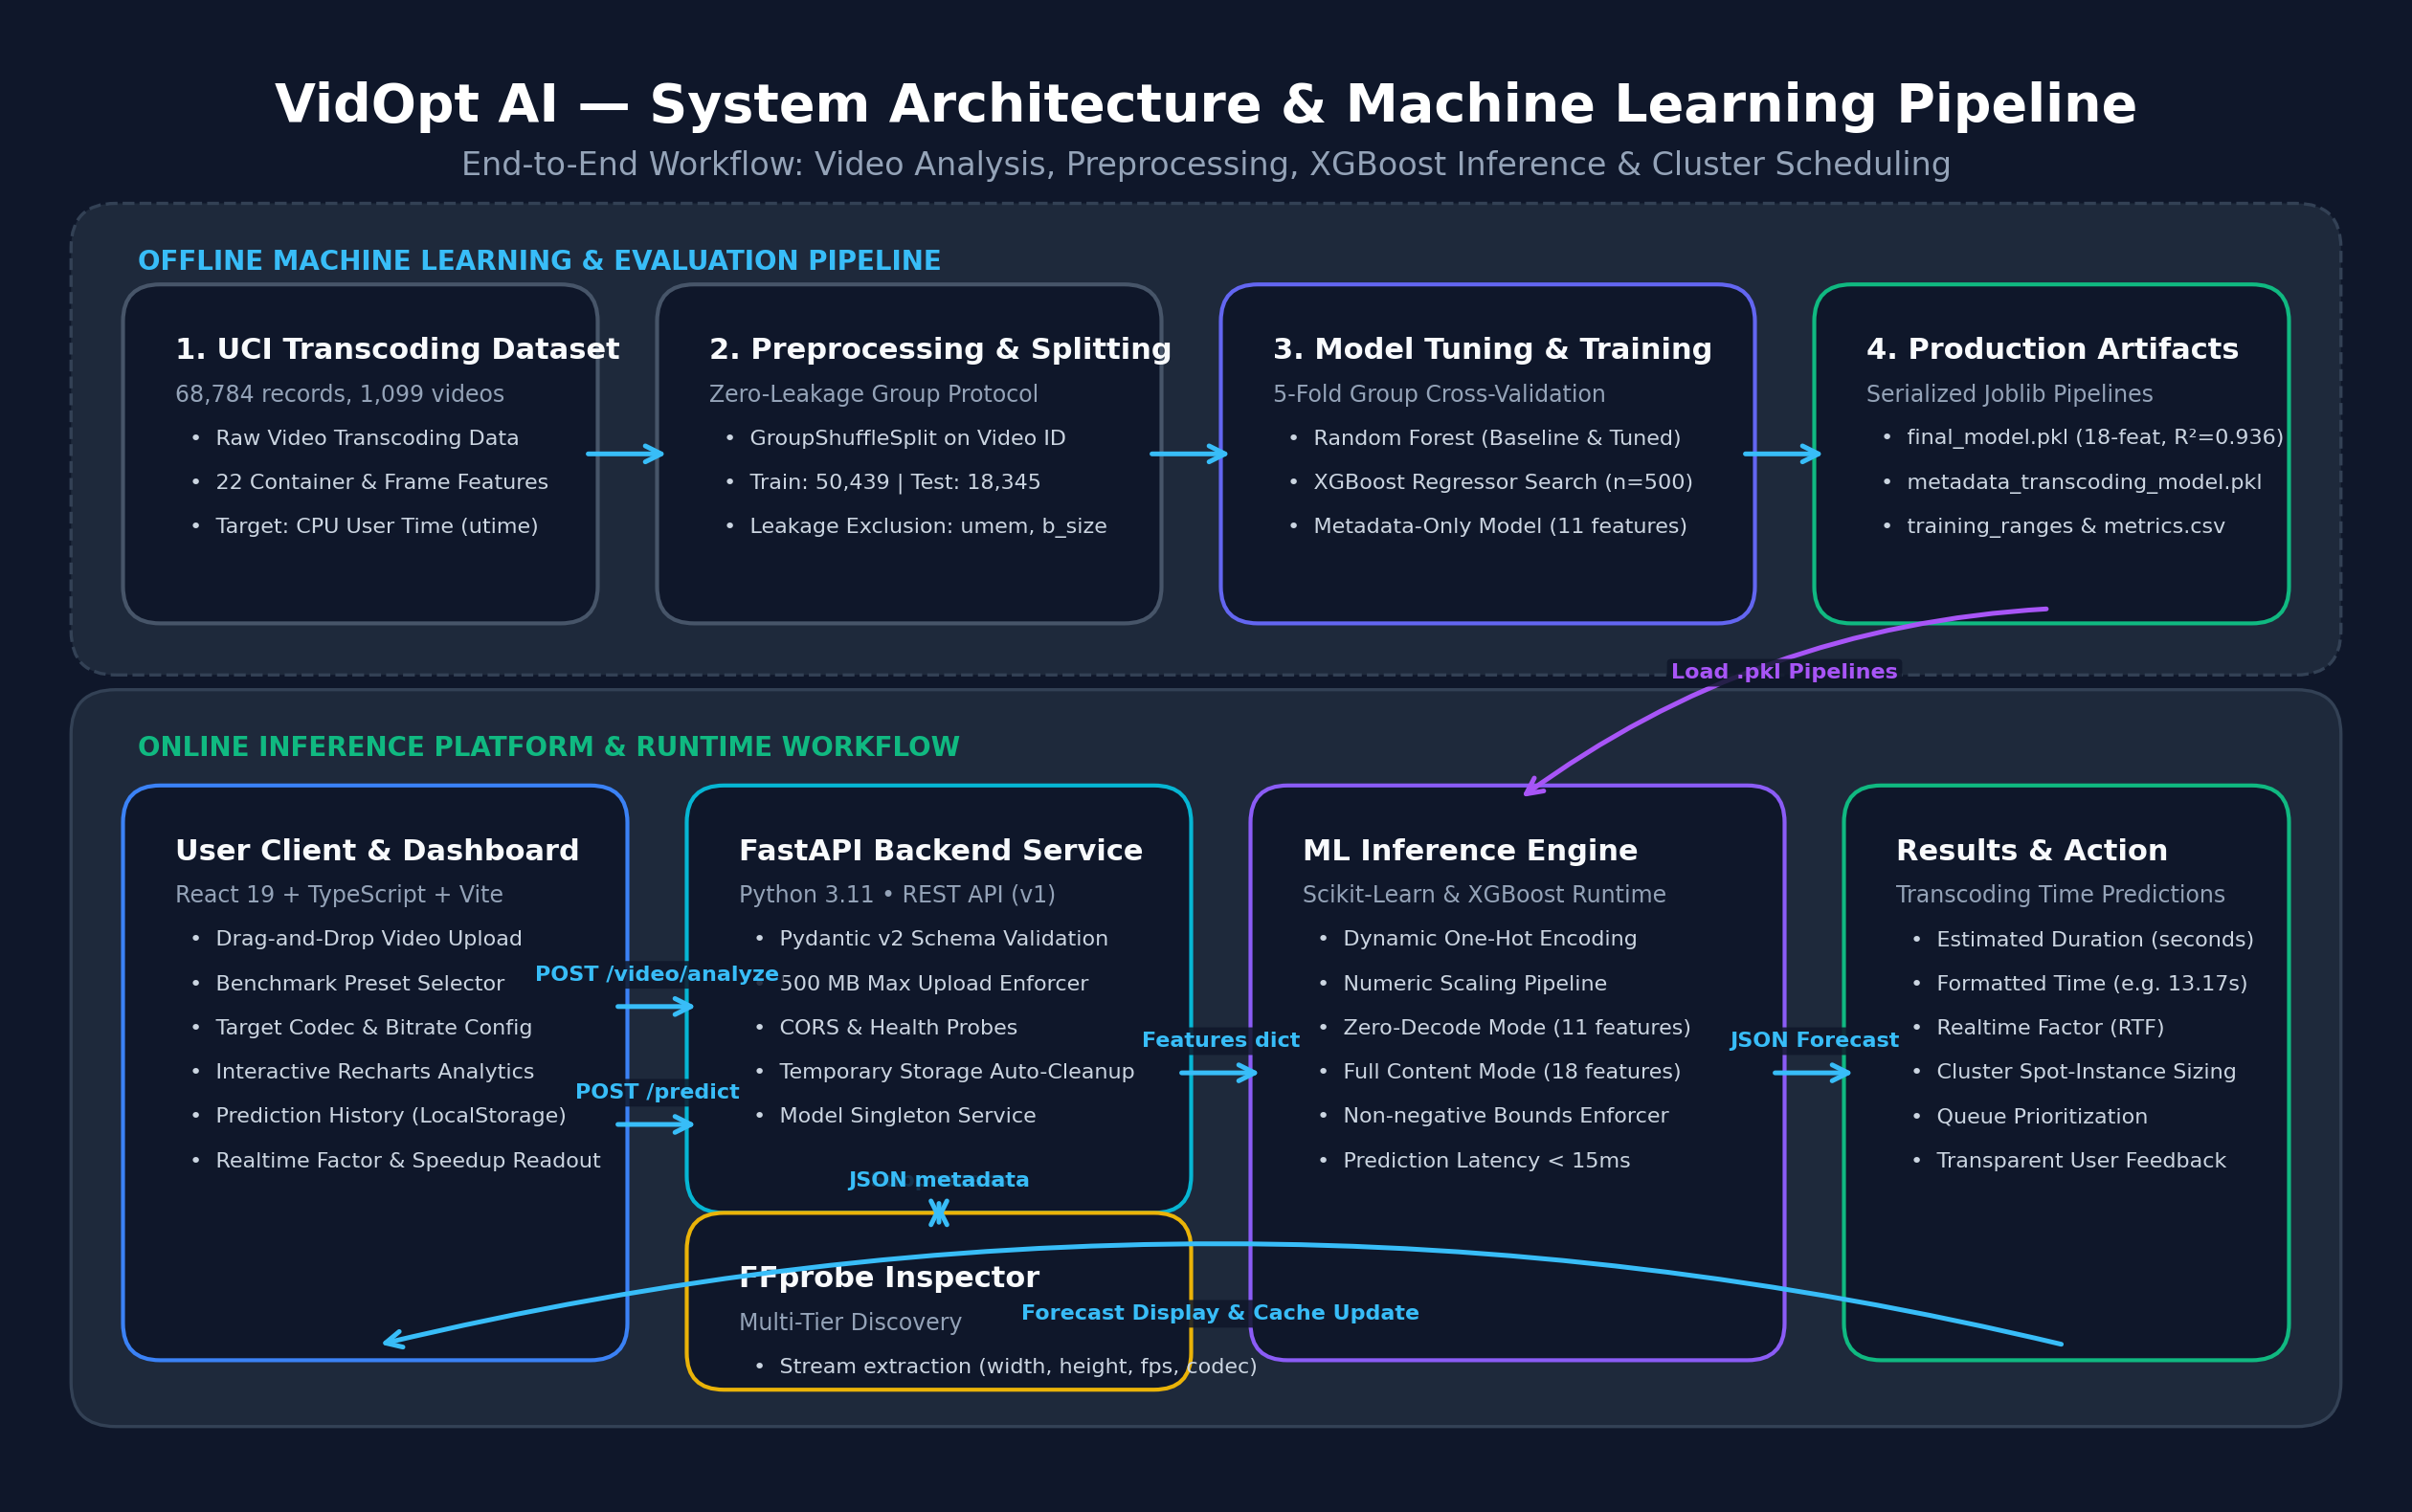 VidOpt AI — System Architecture & Machine Learning Pipeline
End-to-End Workflow: Video Analysis, Preprocessing, XGBoost Inference & Cluster Scheduling
OFFLINE MACHINE LEARNING & EVALUATION PIPELINE
1. UCI Transcoding Dataset
68,784 records, 1,099 videos
• Raw Video Transcoding Data
• 22 Container & Frame Features
• Target: CPU User Time (utime)
2. Preprocessing & Splitting
Zero-Leakage Group Protocol
• GroupShuffleSplit on Video ID
• Train: 50,439 | Test: 18,345
• Leakage Exclusion: umem, b_size
3. Model Tuning & Training
5-Fold Group Cross-Validation
• Random Forest (Baseline & Tuned)
• XGBoost Regressor Search (n=500)
• Metadata-Only Model (11 features)
4. Production Artifacts
Serialized Joblib Pipelines
• final_model.pkl (18-feat, R²=0.936)
• metadata_transcoding_model.pkl
• training_ranges & metrics.csv
Load .pkl Pipelines
ONLINE INFERENCE PLATFORM & RUNTIME WORKFLOW
User Client & Dashboard
React 19 + TypeScript + Vite
• Drag-and-Drop Video Upload
• Benchmark Preset Selector
• Target Codec & Bitrate Config
• Interactive Recharts Analytics
• Prediction History (LocalStorage)
• Realtime Factor & Speedup Readout
POST /video/analyze
POST /predict
FastAPI Backend Service
Python 3.11 • REST API (v1)
• Pydantic v2 Schema Validation
• 500 MB Max Upload Enforcer
• CORS & Health Probes
• Temporary Storage Auto-Cleanup
• Model Singleton Service
JSON metadata
FFprobe Inspector
Multi-Tier Discovery
• Stream extraction (width, height, fps, codec)
Features dict
ML Inference Engine
Scikit-Learn & XGBoost Runtime
• Dynamic One-Hot Encoding
• Numeric Scaling Pipeline
• Zero-Decode Mode (11 features)
• Full Content Mode (18 features)
• Non-negative Bounds Enforcer
• Prediction Latency < 15ms
JSON Forecast
Results & Action
Transcoding Time Predictions
• Estimated Duration (seconds)
• Formatted Time (e.g. 13.17s)
• Realtime Factor (RTF)
• Cluster Spot-Instance Sizing
• Queue Prioritization
• Transparent User Feedback
Forecast Display & Cache Update